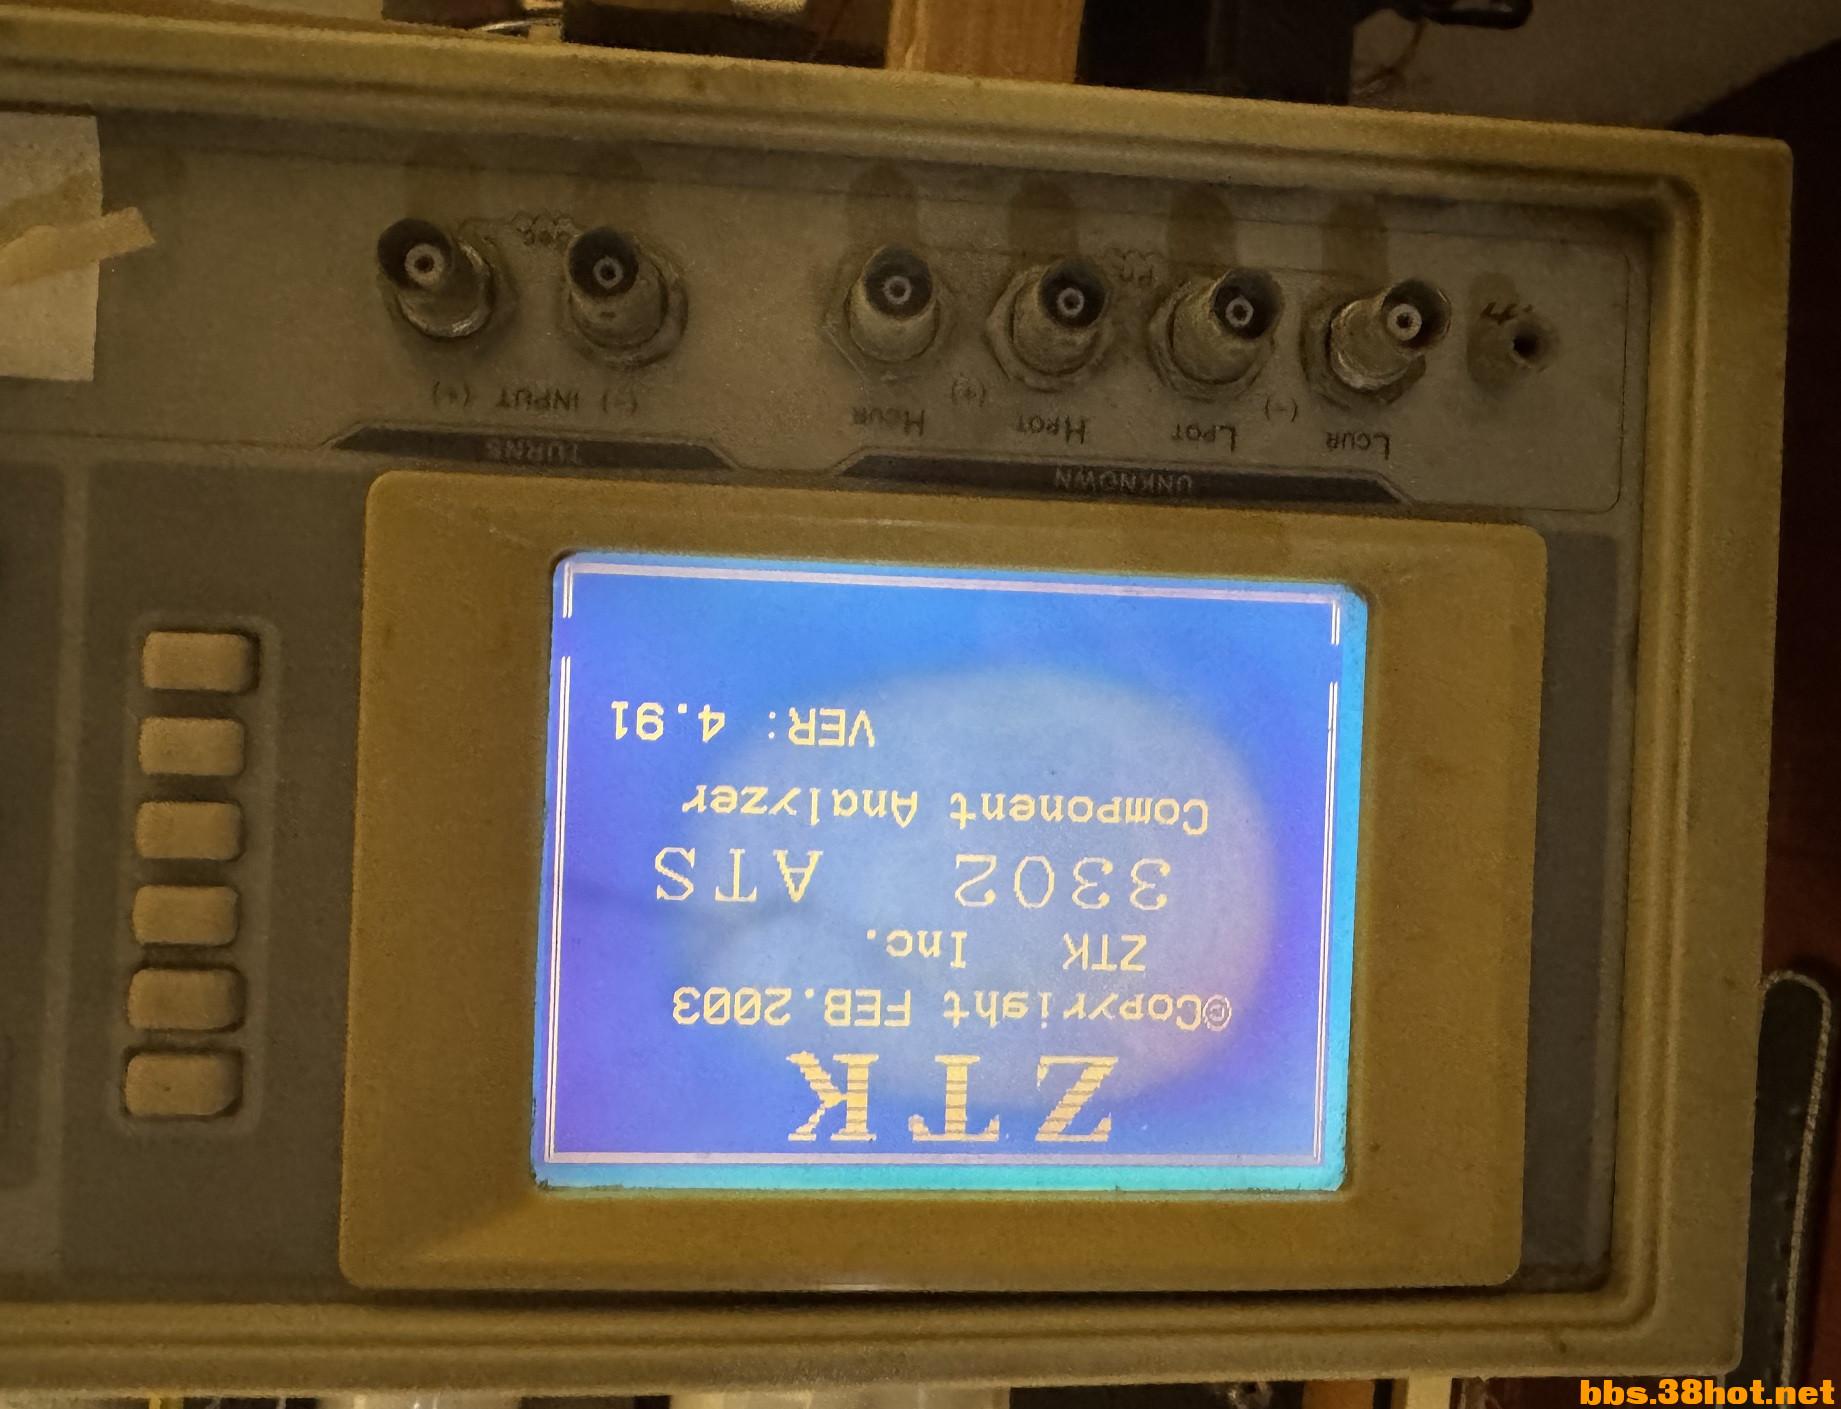 ZTK
©Copyright FEB.2003
ZTK Inc.
3302 ATS
Component Analyzer
VER: 4.91
UNKNOWN
TURNS
LCUR
(-)
LPOT
HPOT
(+)
HCUR
(-) INPUT (+)
bbs.38hot.net